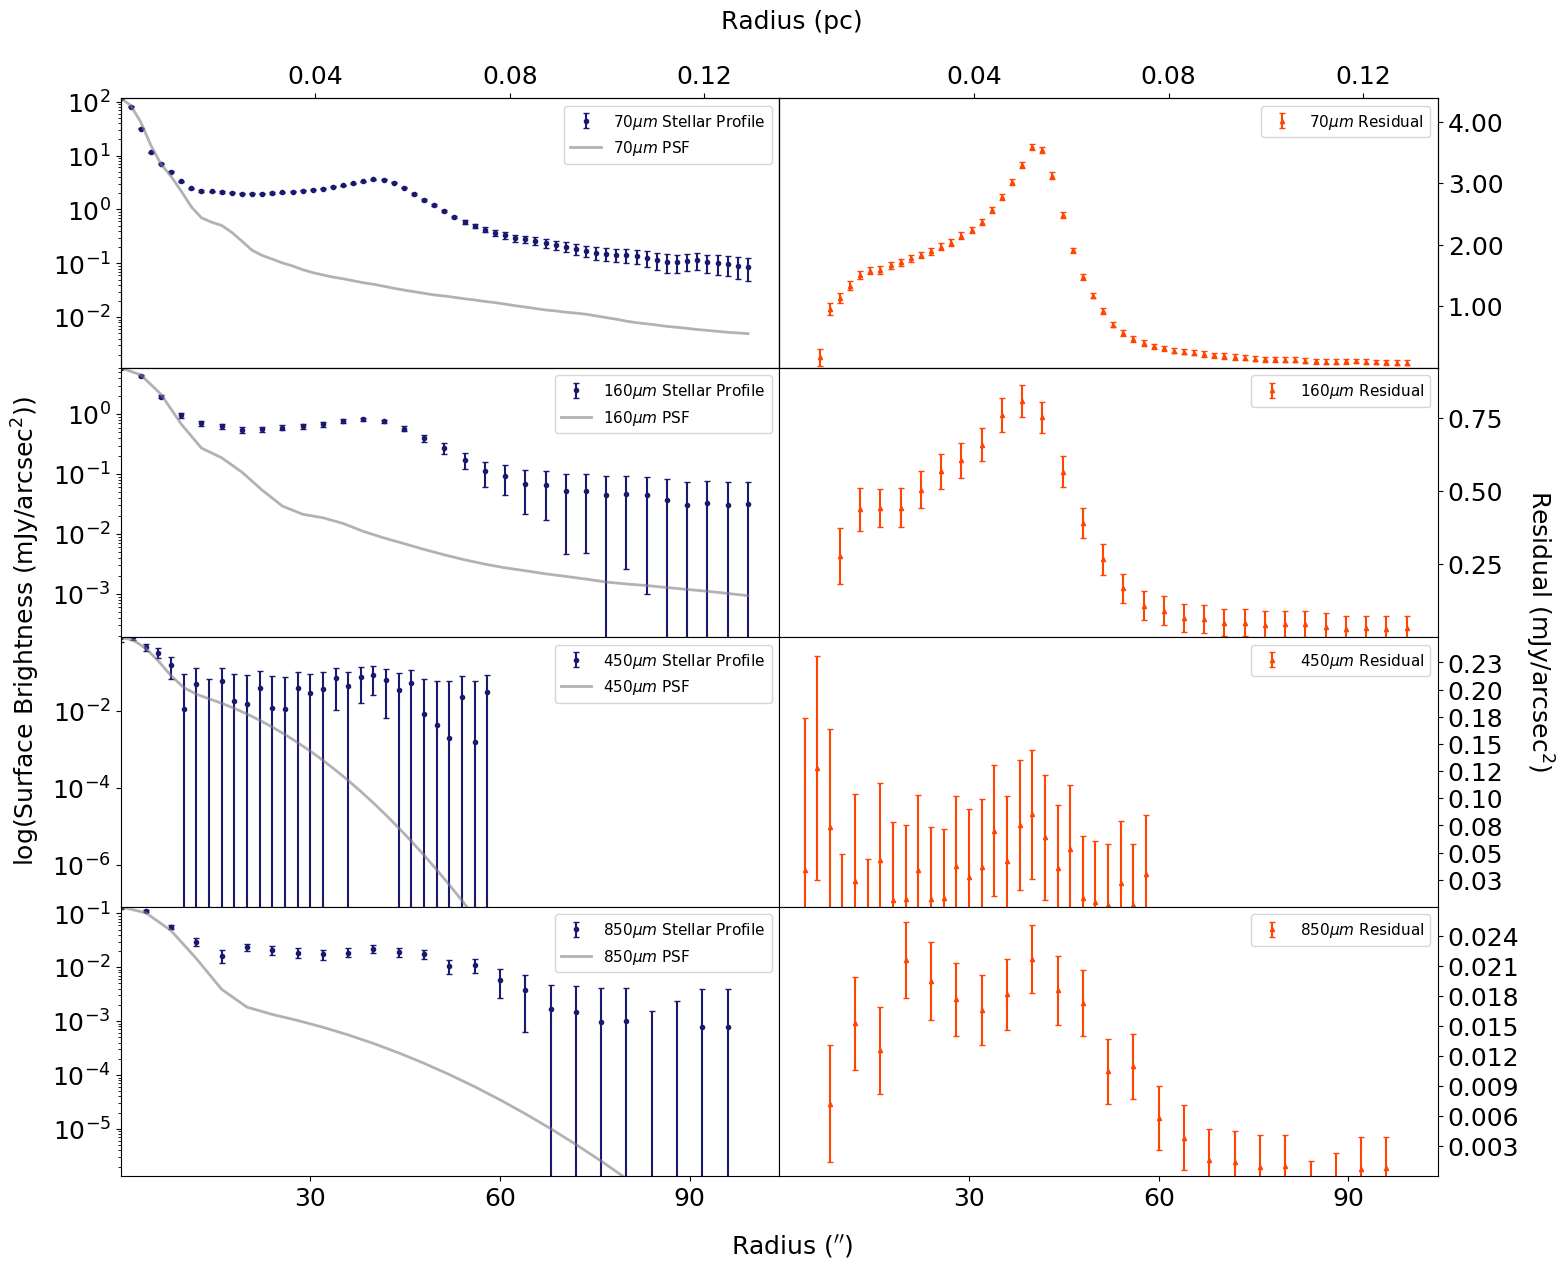 Radius (pc)
0.04 0.08 0.12 0.04 0.08 0.12
log(Surface Brightness (mJy/arcsec²))
10² 10¹ 10⁰ 10⁻¹ 10⁻²
70μm Stellar Profile
70μm PSF
70μm Residual
4.00 3.00 2.00 1.00
10⁰ 10⁻¹ 10⁻² 10⁻³
160μm Stellar Profile
160μm PSF
160μm Residual
0.75 0.50 0.25
10⁻² 10⁻⁴ 10⁻⁶
450μm Stellar Profile
450μm PSF
450μm Residual
0.23 0.20 0.18 0.15 0.12 0.10 0.08 0.05 0.03
10⁻¹ 10⁻² 10⁻³ 10⁻⁴ 10⁻⁵
850μm Stellar Profile
850μm PSF
850μm Residual
0.024 0.021 0.018 0.015 0.012 0.009 0.006 0.003
Residual (mJy/arcsec²)
30 60 90 30 60 90
Radius (′′)